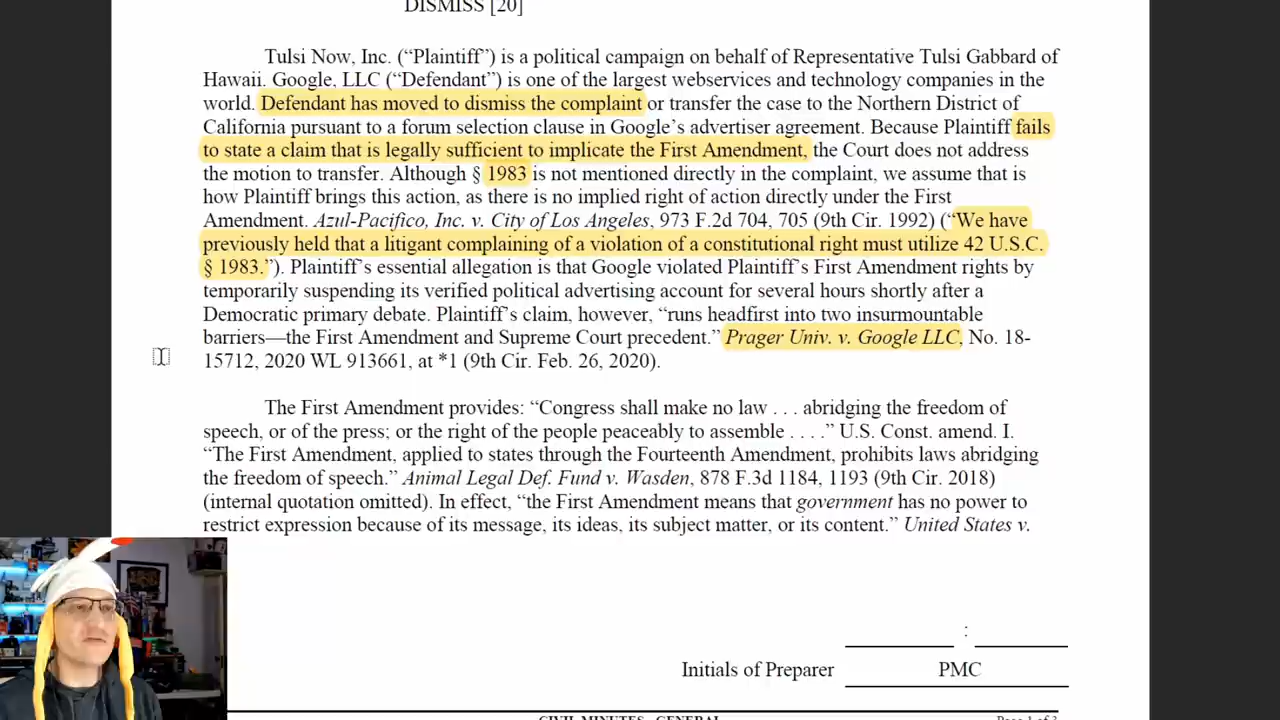 DISMISS [20]
Tulsi Now, Inc. (“Plaintiff”) is a political campaign on behalf of Representative Tulsi Gabbard of
Hawaii. Google, LLC (“Defendant”) is one of the largest webservices and technology companies in the
world. Defendant has moved to dismiss the complaint or transfer the case to the Northern District of
California pursuant to a forum selection clause in Google’s advertiser agreement. Because Plaintiff fails
to state a claim that is legally sufficient to implicate the First Amendment, the Court does not address
the motion to transfer. Although § 1983 is not mentioned directly in the complaint, we assume that is
how Plaintiff brings this action, as there is no implied right of action directly under the First
Amendment. Azul-Pacifico, Inc. v. City of Los Angeles, 973 F.2d 704, 705 (9th Cir. 1992) (“We have
previously held that a litigant complaining of a violation of a constitutional right must utilize 42 U.S.C.
§ 1983.”). Plaintiff’s essential allegation is that Google violated Plaintiff’s First Amendment rights by
temporarily suspending its verified political advertising account for several hours shortly after a
Democratic primary debate. Plaintiff’s claim, however, “runs headfirst into two insurmountable
barriers—the First Amendment and Supreme Court precedent.” Prager Univ. v. Google LLC, No. 18-
15712, 2020 WL 913661, at *1 (9th Cir. Feb. 26, 2020).
The First Amendment provides: “Congress shall make no law . . . abridging the freedom of
speech, or of the press; or the right of the people peaceably to assemble . . . .” U.S. Const. amend. I.
“The First Amendment, applied to states through the Fourteenth Amendment, prohibits laws abridging
the freedom of speech.” Animal Legal Def. Fund v. Wasden, 878 F.3d 1184, 1193 (9th Cir. 2018)
(internal quotation omitted). In effect, “the First Amendment means that government has no power to
restrict expression because of its message, its ideas, its subject matter, or its content.” United States v.
:
Initials of Preparer PMC
CIVIL MINUTES - GENERAL Page 1 of 3